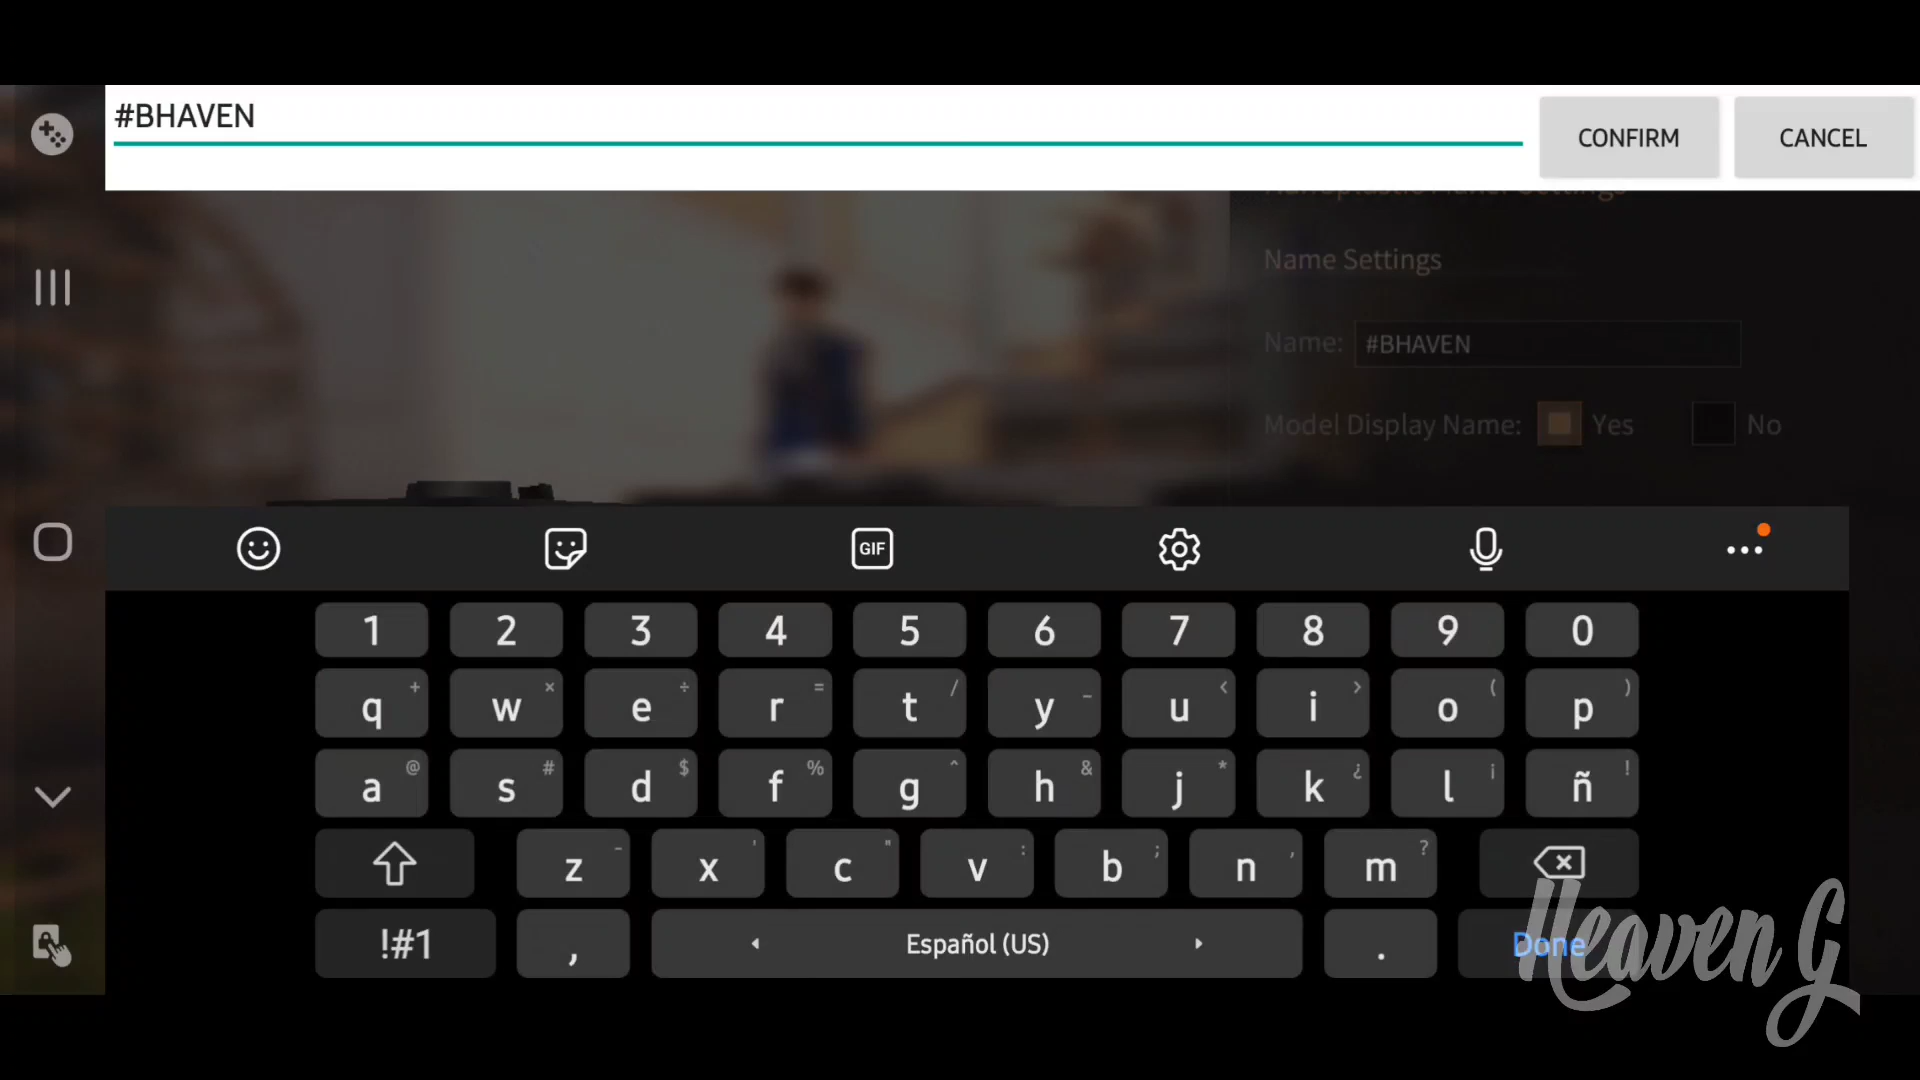 #BHAVEN
CONFIRM
CANCEL
Settings
Name Settings
Name: #BHAVEN
Model Display Name: Yes No
GIF
1 2 3 4 5 6 7 8 9 0
q + w × e ÷ r = t / y _ u < i > o ( p )
a @ s # d $ f % g ^ h & j * k ¿ l ¡ ñ !
z - x ' c " v : b ; n , m ?
!#1 , Español (US) . Done
Heaven G